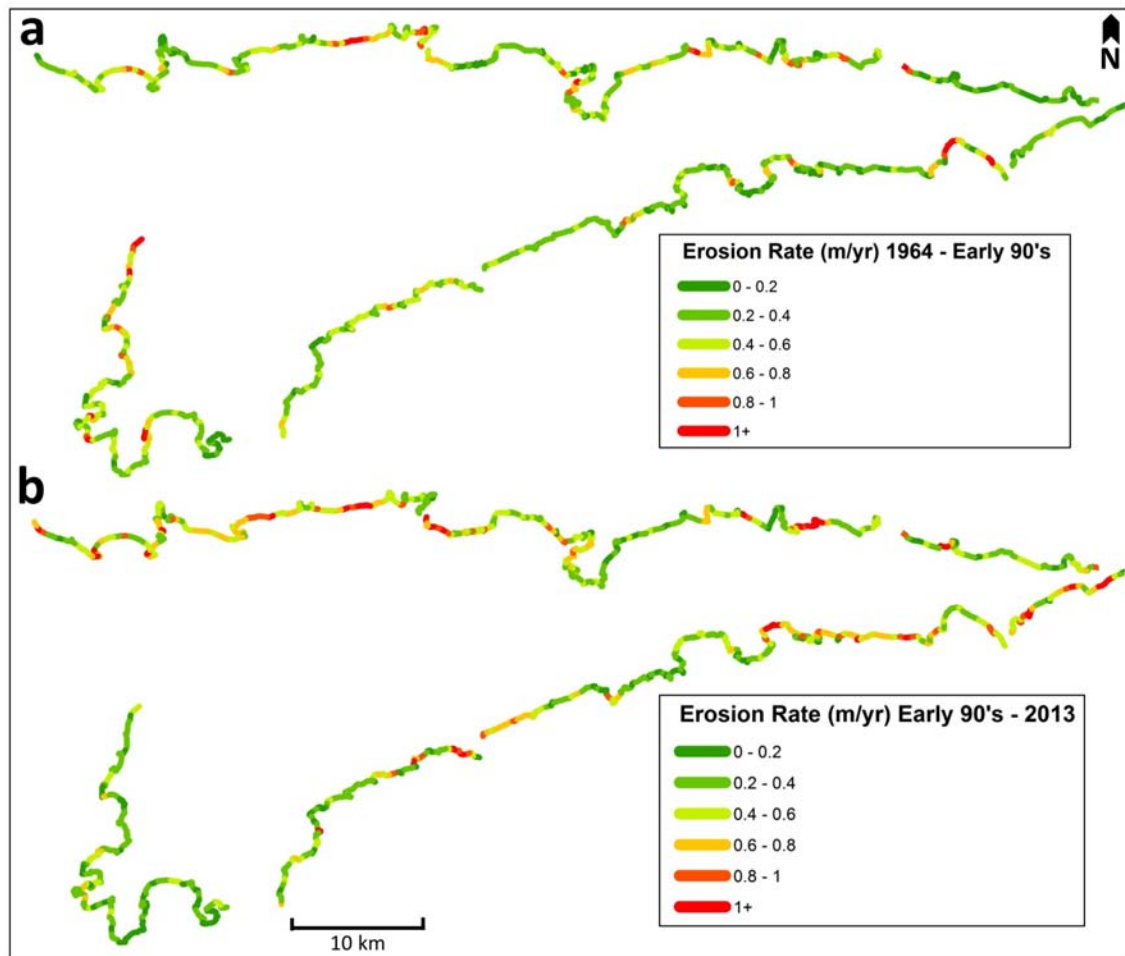 a
N
Erosion Rate (m/yr) 1964 - Early 90's
0 - 0.2
0.2 - 0.4
0.4 - 0.6
0.6 - 0.8
0.8 - 1
1+
b
Erosion Rate (m/yr) Early 90's - 2013
0 - 0.2
0.2 - 0.4
0.4 - 0.6
0.6 - 0.8
0.8 - 1
1+
10 km